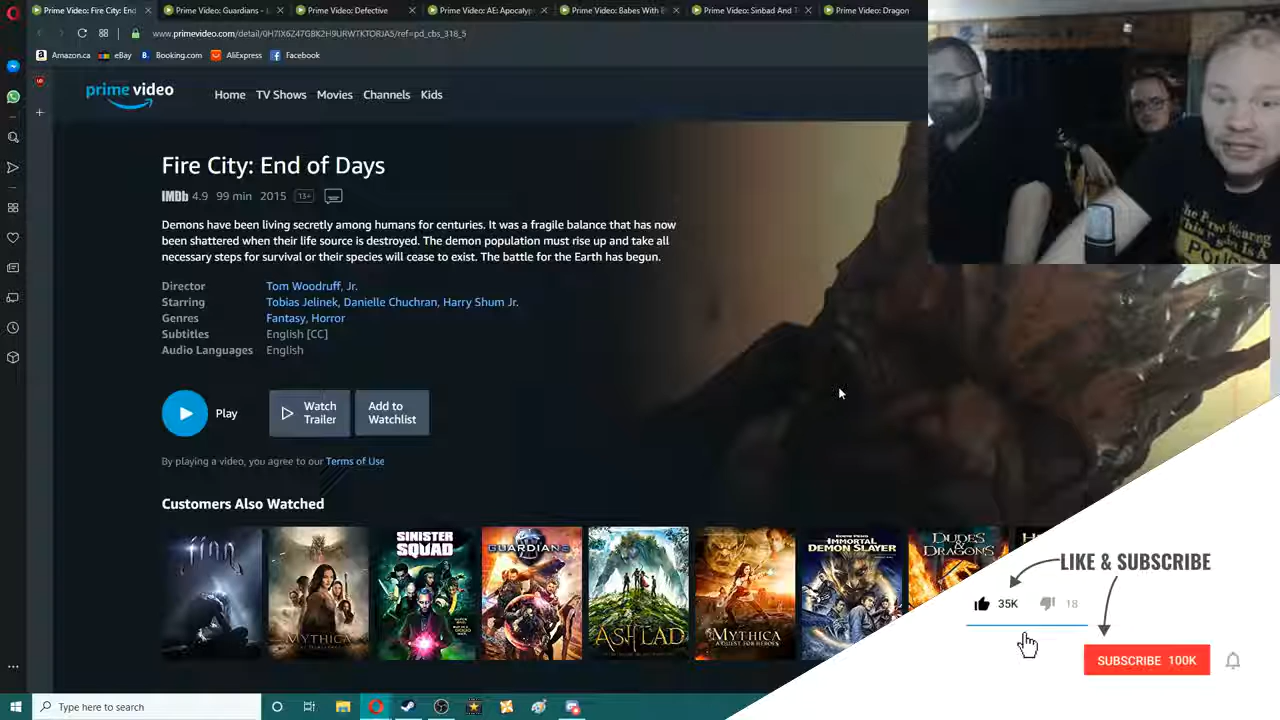 Prime Video: Fire City: End
Prime Video: Guardians - L
Prime Video: Defective
Prime Video: AE: Apocalyp
Prime Video: Babes With
Prime Video: Sinbad And T
Prime Video: Dragon
www.primevideo.com/detail/0H7IX6Z47GBK2H9URWTKTORJA5/ref=pd_cbs_318_5
Amazon.ca
eBay
Booking.com
AliExpress
Facebook
prime video
Home
TV Shows
Movies
Channels
Kids
Fire City: End of Days
IMDb 4.9 99 min 2015 13+
Demons have been living secretly among humans for centuries. It was a fragile balance that has now
been shattered when their life source is destroyed. The demon population must rise up and take all
necessary steps for survival or their species will cease to exist. The battle for the Earth has begun.
Director Tom Woodruff, Jr.
Starring Tobias Jelinek, Danielle Chuchran, Harry Shum Jr.
Genres Fantasy, Horror
Subtitles English [CC]
Audio Languages English
Play
Watch
Trailer
Add to
Watchlist
By playing a video, you agree to our Terms of Use
Customers Also Watched
MYTHICA
SINISTER
SQUAD
GUARDIANS
ASHLAD
MYTHICA
A QUEST FOR HEROES
IMMORTAL
DEMON SLAYER
DUDES
& DRAGONS
LIKE & SUBSCRIBE
35K
18
SUBSCRIBE 100K
Type here to search
The Person Wearing
This
Is A
POLICE